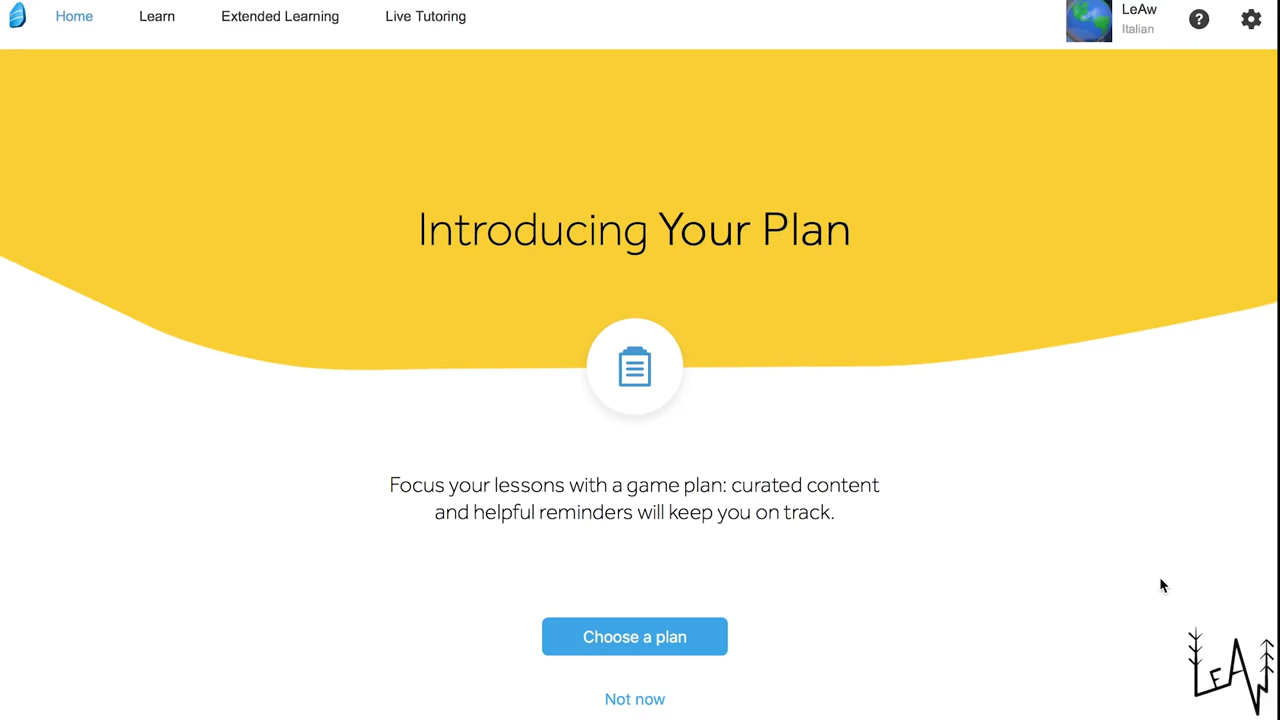 Home
Learn
Extended Learning
Live Tutoring
LeAw
Italian
?
Introducing Your Plan
Focus your lessons with a game plan: curated content
and helpful reminders will keep you on track.
Choose a plan
Not now
LEAW